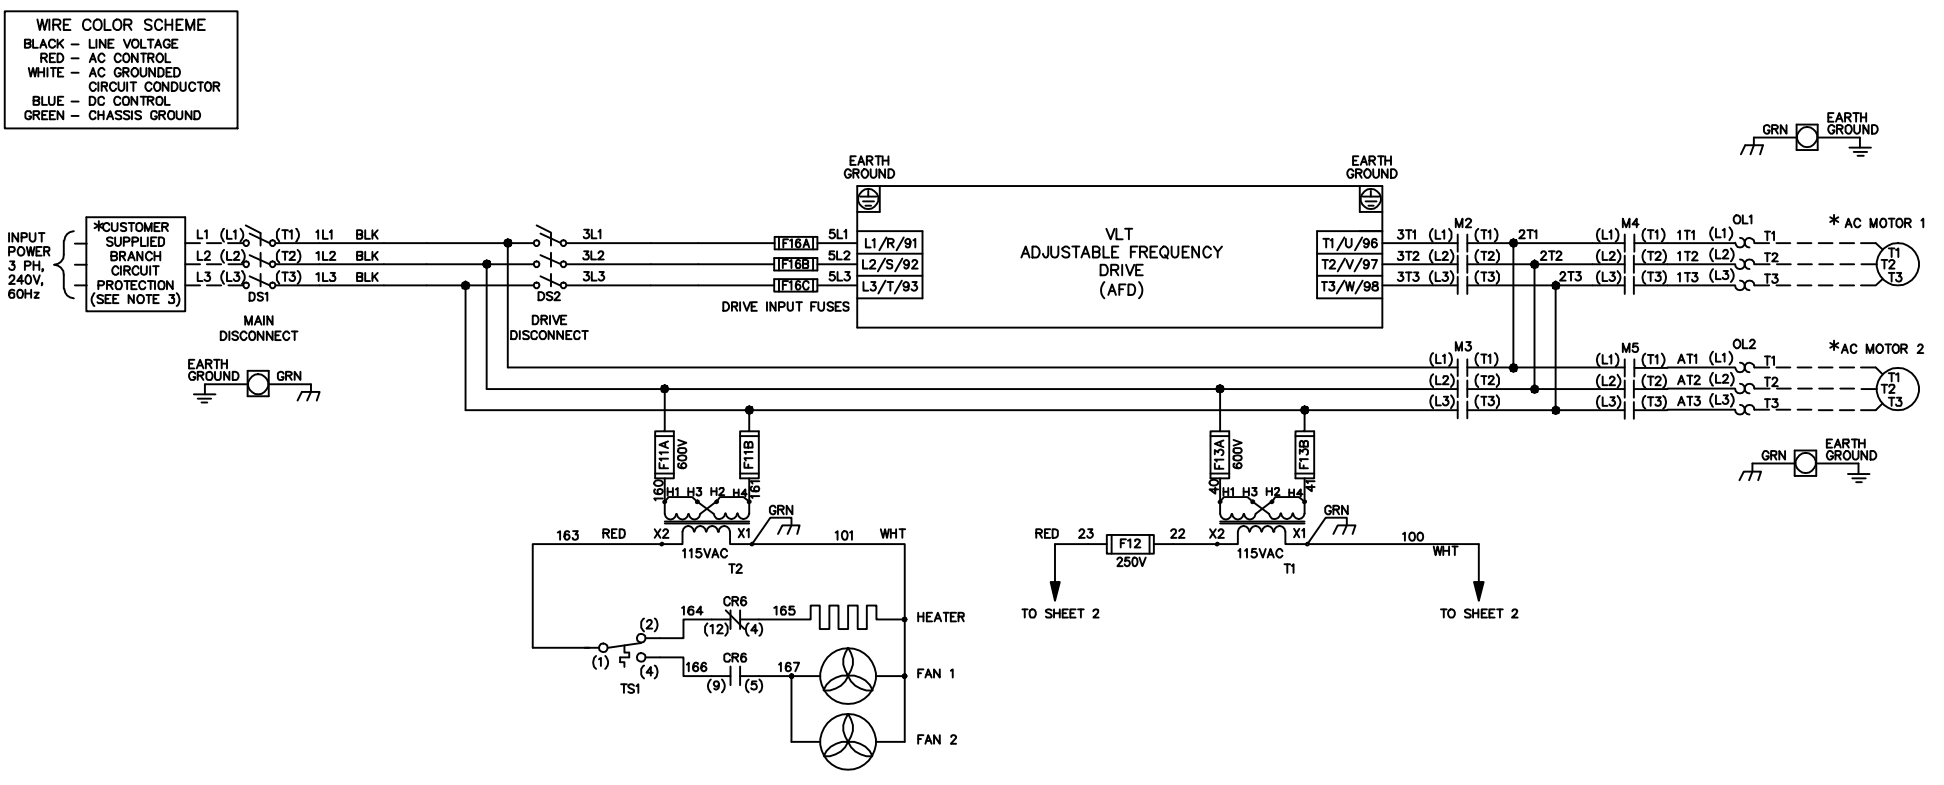 WIRE COLOR SCHEME
BLACK – LINE VOLTAGE
RED – AC CONTROL
WHITE – AC GROUNDED
CIRCUIT CONDUCTOR
BLUE – DC CONTROL
GREEN – CHASSIS GROUND
GRN
EARTH
GROUND
EARTH
GROUND
EARTH
GROUND
INPUT
POWER
3 PH,
240V,
60Hz
*CUSTOMER
SUPPLIED
BRANCH
CIRCUIT
PROTECTION
(SEE NOTE 3)
L1 (L1) (T1) 1L1 BLK
L2 (L2) (T2) 1L2 BLK
L3 (L3) (T3) 1L3 BLK
DS1
MAIN
DISCONNECT
3L1
3L2
3L3
DS2
DRIVE
DISCONNECT
F16A 5L1 L1/R/91
F16B 5L2 L2/S/92
F16C 5L3 L3/T/93
DRIVE INPUT FUSES
VLT
ADJUSTABLE FREQUENCY
DRIVE
(AFD)
T1/U/96 3T1 (L1) (T1) 2T1
T2/V/97 3T2 (L2) (T2) 2T2
T3/W/98 3T3 (L3) (T3) 2T3
M2
M4
(L1) (T1) 1T1 (L1) T1
(L2) (T2) 1T2 (L2) T2
(L3) (T3) 1T3 (L3) T3
OL1
* AC MOTOR 1
T1
T2
T3
EARTH
GROUND
GRN
M3
(L1) (T1)
(L2) (T2)
(L3) (T3)
M5
(L1) (T1) AT1 (L1) T1
(L2) (T2) AT2 (L2) T2
(L3) (T3) AT3 (L3) T3
OL2
*AC MOTOR 2
T1
T2
T3
GRN
EARTH
GROUND
F11A
600V
F11B
160
161
H1 H3 H2 H4
GRN
163 RED X2 X1 101 WHT
115VAC
T2
F13A
600V
F13B
40
41
H1 H3 H2 H4
GRN
RED 23 F12 22 X2 X1 100
WHT
250V
115VAC
T1
TO SHEET 2
TO SHEET 2
164 CR6 165
(12) (4)
HEATER
(2)
(1)
(4)
TS1
166 CR6 167
(9) (5)
FAN 1
FAN 2